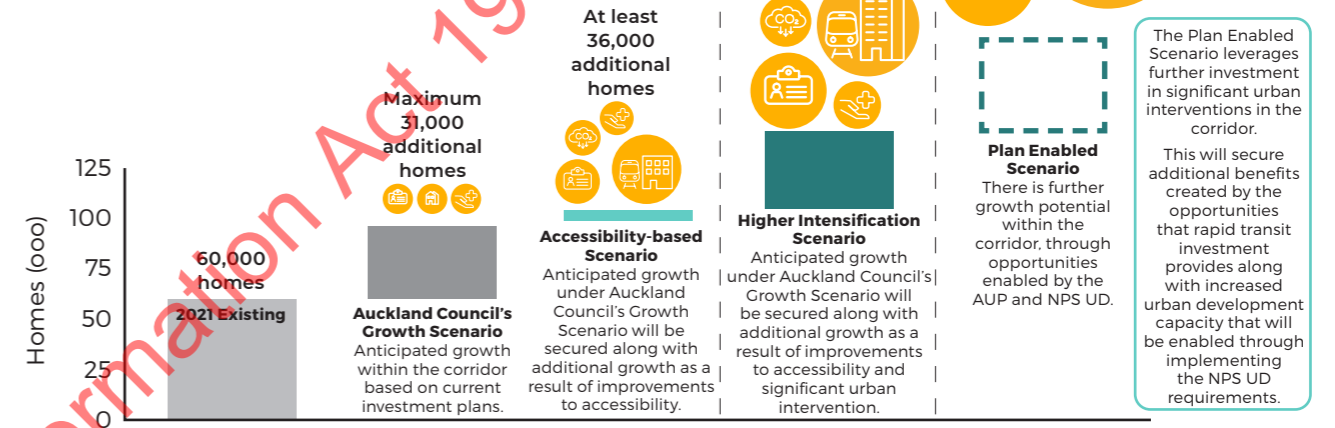 ormation Act 19
At least
36,000
additional
homes
Maximum
31,000
additional
homes
CO2
CO2
Homes (000)
125
100
75
50
25
0
60,000
homes
2021 Existing
Auckland Council's
Growth Scenario
Anticipated growth
within the corridor
based on current
investment plans.
Accessibility-based
Scenario
Anticipated growth
under Auckland
Council's Growth
Scenario will be
secured along with
additional growth as a
result of improvements
to accessibility.
Higher Intensification
Scenario
Anticipated growth
under Auckland Council's
Growth Scenario will
be secured along with
additional growth as a
result of improvements
to accessibility and
significant urban
intervention.
Plan Enabled
Scenario
There is further
growth potential
within the
corridor, through
opportunities
enabled by the
AUP and NPS UD.
The Plan Enabled
Scenario leverages
further investment
in significant urban
interventions in the
corridor.
This will secure
additional benefits
created by the
opportunities
that rapid transit
investment
provides along
with increased
urban development
capacity that will
be enabled through
implementing
the NPS UD
requirements.